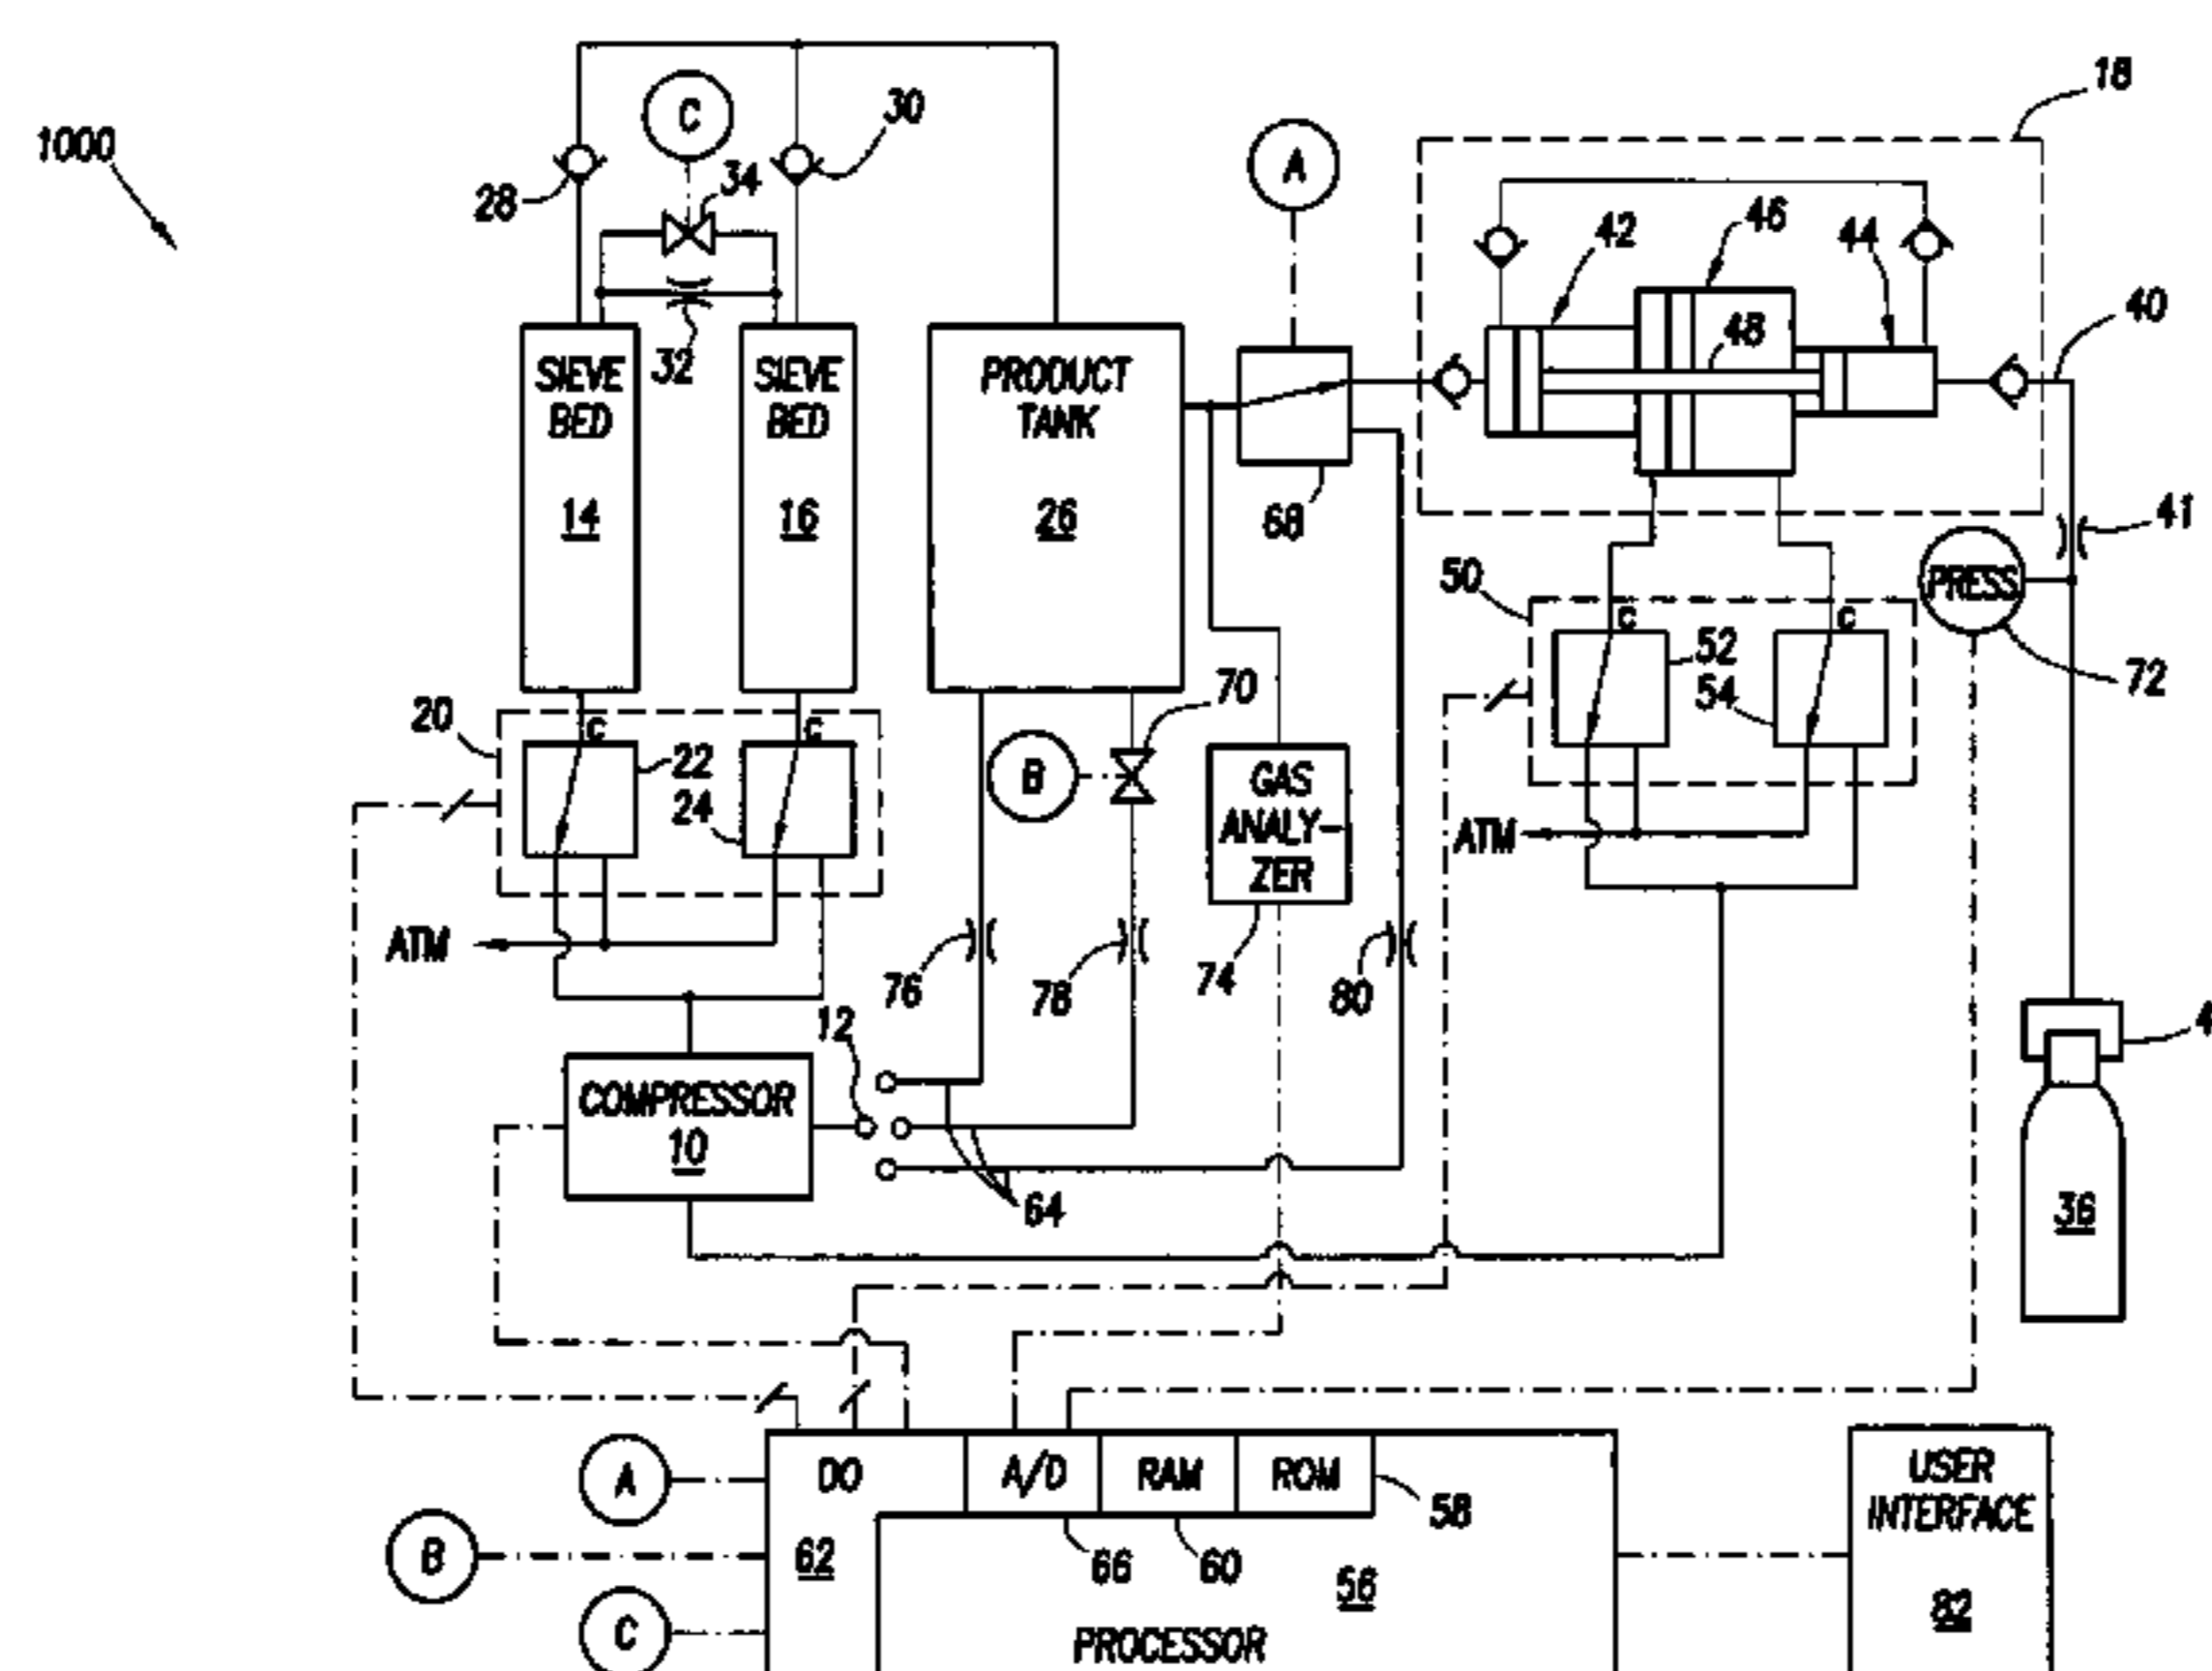 18
1000
C
30
A
34
28
46
42
44
40
48
32
SIEVE
BED
14
SIEVE
BED
16
PRODUCT
TANK
26
68
41
50
PRESS
C
C
52
54
72
70
20
C
C
22
24
B
GAS
ANALY-
ZER
ATM
ATM
76
78
74
80
12
COMPRESSOR
10
64
36
A
DO
A/D
RAM
ROM
58
USER
INTERFACE
B
62
66
60
56
82
C
PROCESSOR